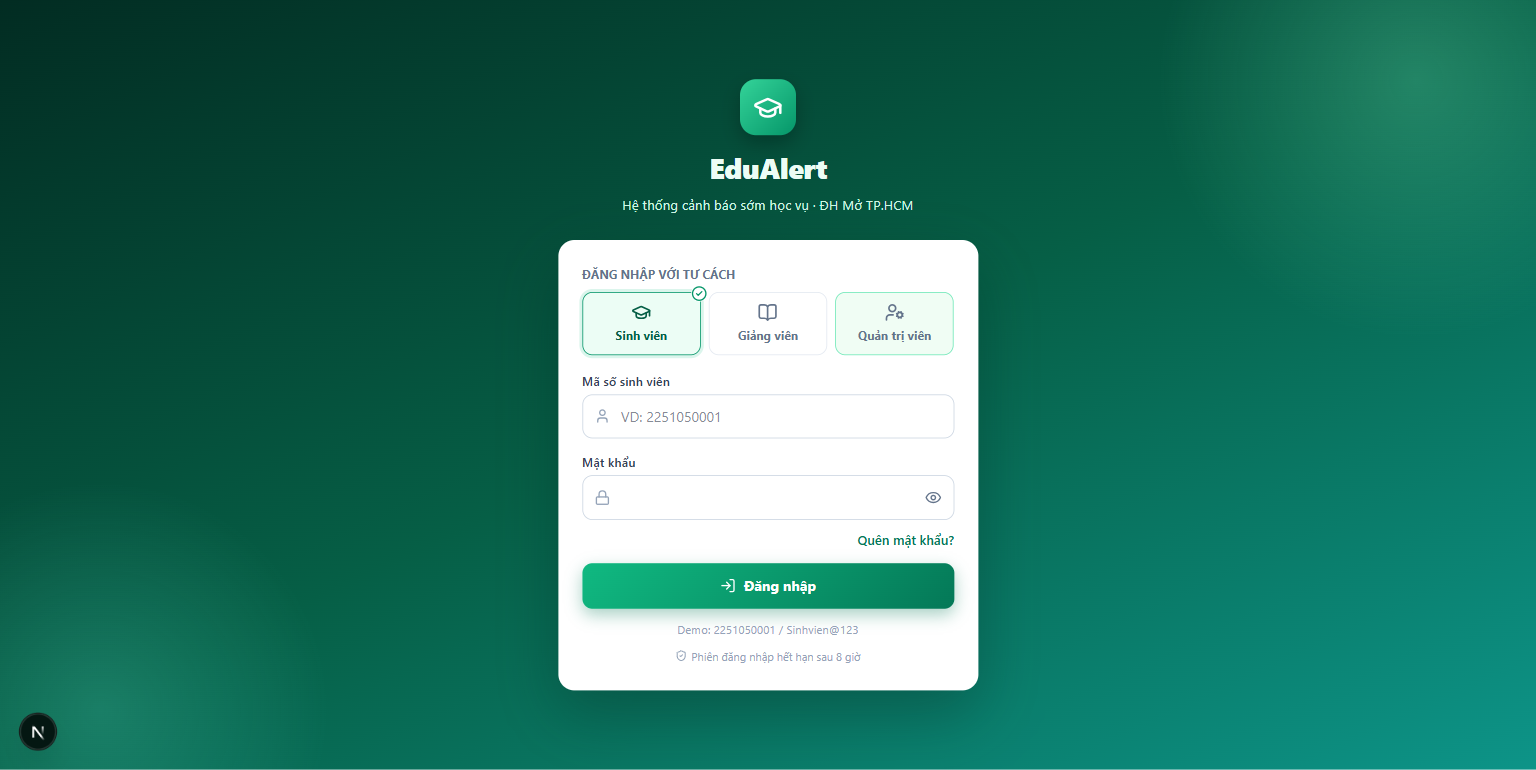 EduAlert
Hệ thống cảnh báo sớm học vụ · ĐH Mở TP.HCM
ĐĂNG NHẬP VỚI TƯ CÁCH
Sinh viên
Giảng viên
Quản trị viên
Mã số sinh viên
VD: 2251050001
Mật khẩu
Quên mật khẩu?
Đăng nhập
Demo: 2251050001 / Sinhvien@123
Phiên đăng nhập hết hạn sau 8 giờ
N